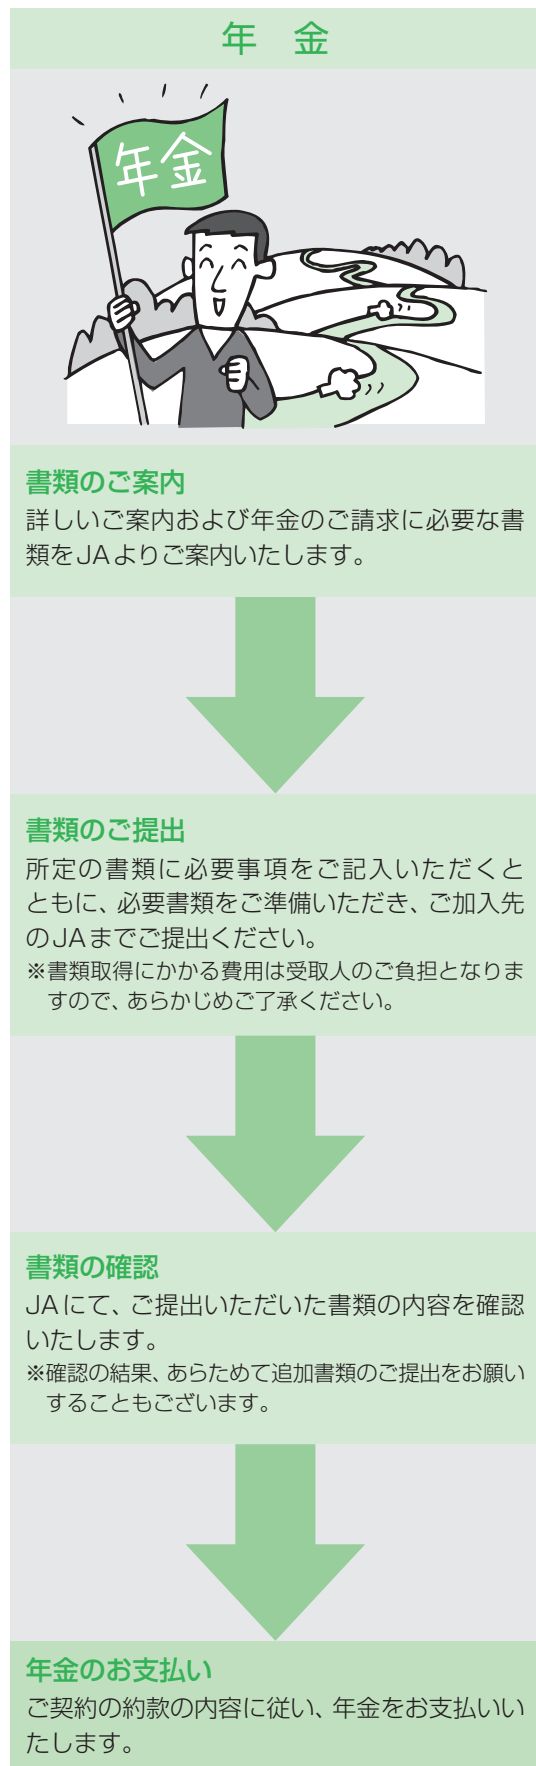 年 金
年金
書類のご案内
詳しいご案内および年金のご請求に必要な書
類をJAよりご案内いたします。
書類のご提出
所定の書類に必要事項をご記入いただくと
ともに、必要書類をご準備いただき、ご加入先
のJAまでご提出ください。
※書類取得にかかる費用は受取人のご負担となりま
すので、あらかじめご了承ください。
書類の確認
JAにて、ご提出いただいた書類の内容を確認
いたします。
※確認の結果、あらためて追加書類のご提出をお願い
することもございます。
年金のお支払い
ご契約の約款の内容に従い、年金をお支払いい
たします。